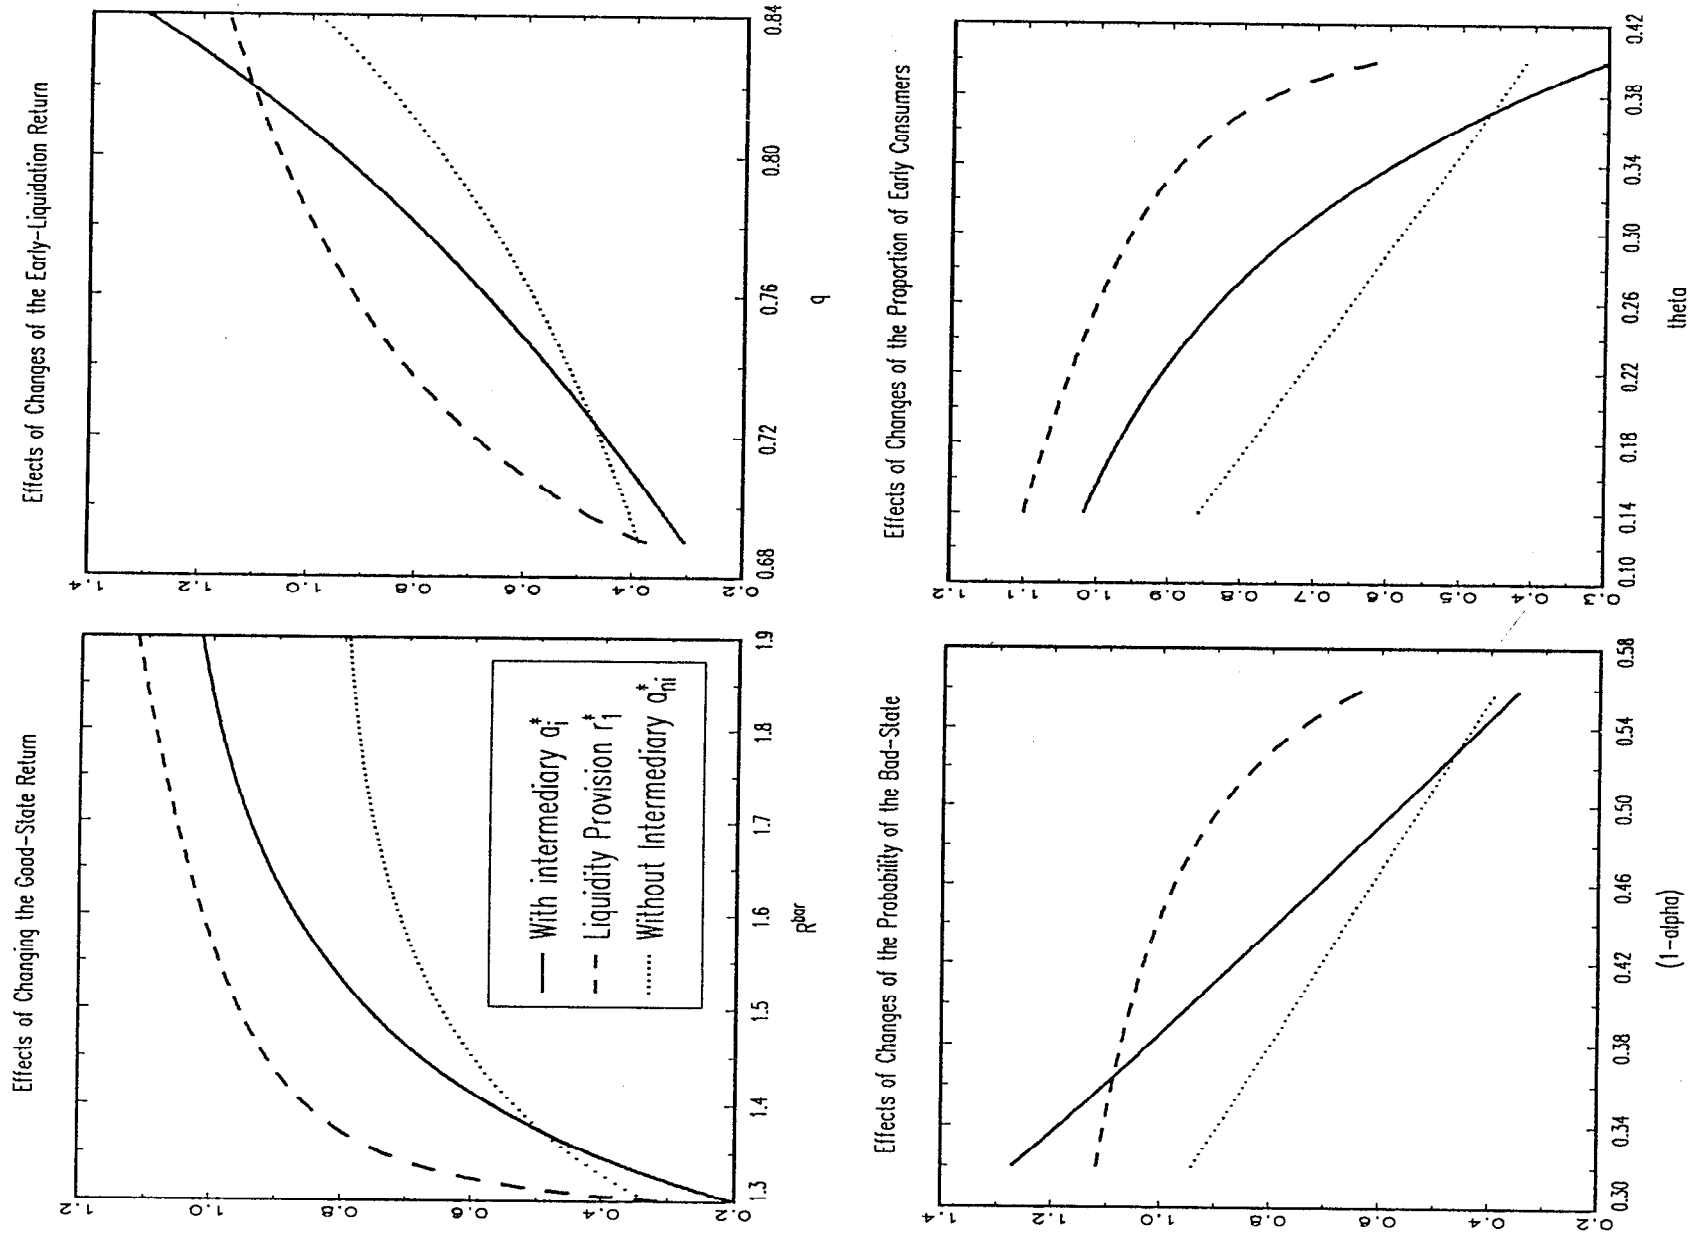 Effects of Changing the Good-State Return
1.2
1.0
0.8
0.6
0.4
0.2
1.3 1.4 1.5 1.6 1.7 1.8 1.9
R^bar
With intermediary a*i
Liquidity Provision r*1
Without Intermediary a*ni
Effects of Changes of the Early-Liquidation Return
1.4
1.2
1.0
0.8
0.6
0.4
0.2
0.68 0.72 0.76 0.80 0.84
q
Effects of Changes of the Probability of the Bad-State
1.4
1.2
1.0
0.8
0.6
0.4
0.2
0.30 0.34 0.38 0.42 0.46 0.50 0.54 0.58
(1-alpha)
Effects of Changes of the Proportion of Early Consumers
1.2
1.1
1.0
0.9
0.8
0.7
0.6
0.5
0.4
0.3
0.10 0.14 0.18 0.22 0.26 0.30 0.34 0.38 0.42
theta